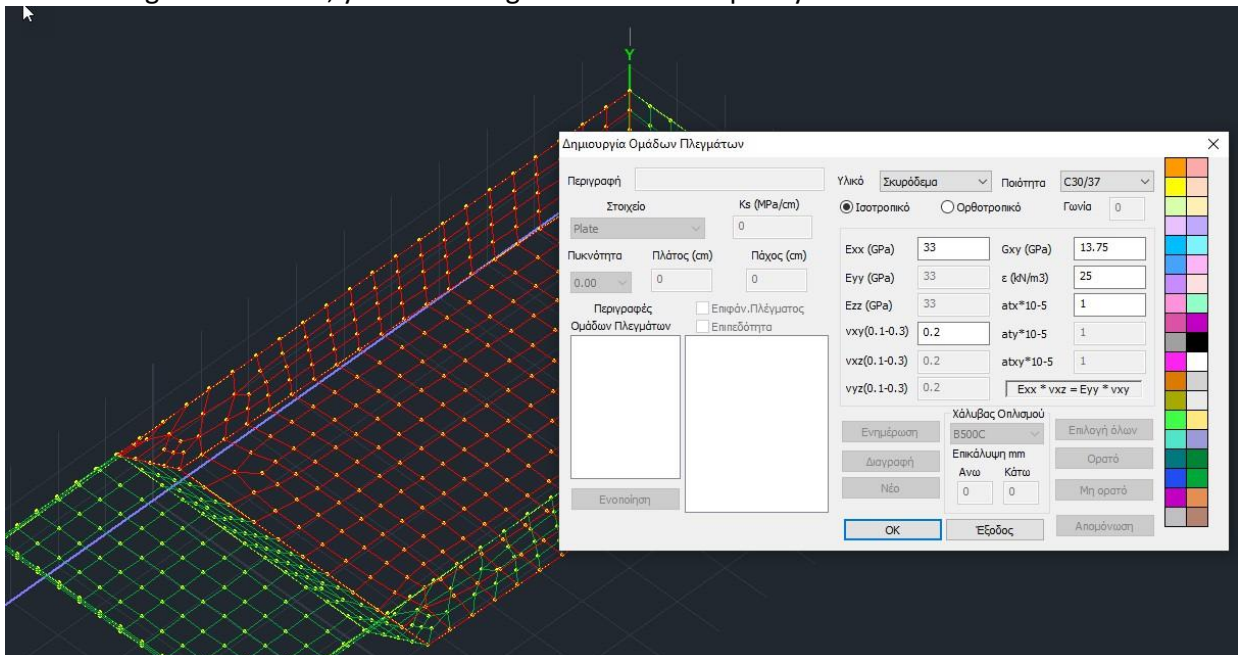 Y
Δημιουργία Ομάδων Πλεγμάτων
Περιγραφή
Στοιχείο Ks (MPa/cm)
Plate 0
Πυκνότητα Πλάτος (cm) Πάχος (cm)
0.00 0 0
Περιγραφές Επιφάν.Πλέγματος
Ομάδων Πλεγμάτων Επιπεδότητα
Ενοποίηση
Υλικό Σκυρόδεμα Ποιότητα C30/37
Ισοτροπικό Ορθοτροπικό Γωνία 0
Exx (GPa) 33 Gxy (GPa) 13.75
Eyy (GPa) 33 ε (kN/m3) 25
Ezz (GPa) 33 atx*10-5 1
νxy(0.1-0.3) 0.2 aty*10-5 1
νxz(0.1-0.3) 0.2 atxy*10-5 1
νyz(0.1-0.3) 0.2 Exx * νxz = Eyy * νxy
Χάλυβας Οπλισμού
Ενημέρωση B500C Επιλογή όλων
Διαγραφή Επικάλυψη mm Ορατό
Ανω Κάτω
Νέο 0 0 Μη ορατό
OK Έξοδος Απομόνωση